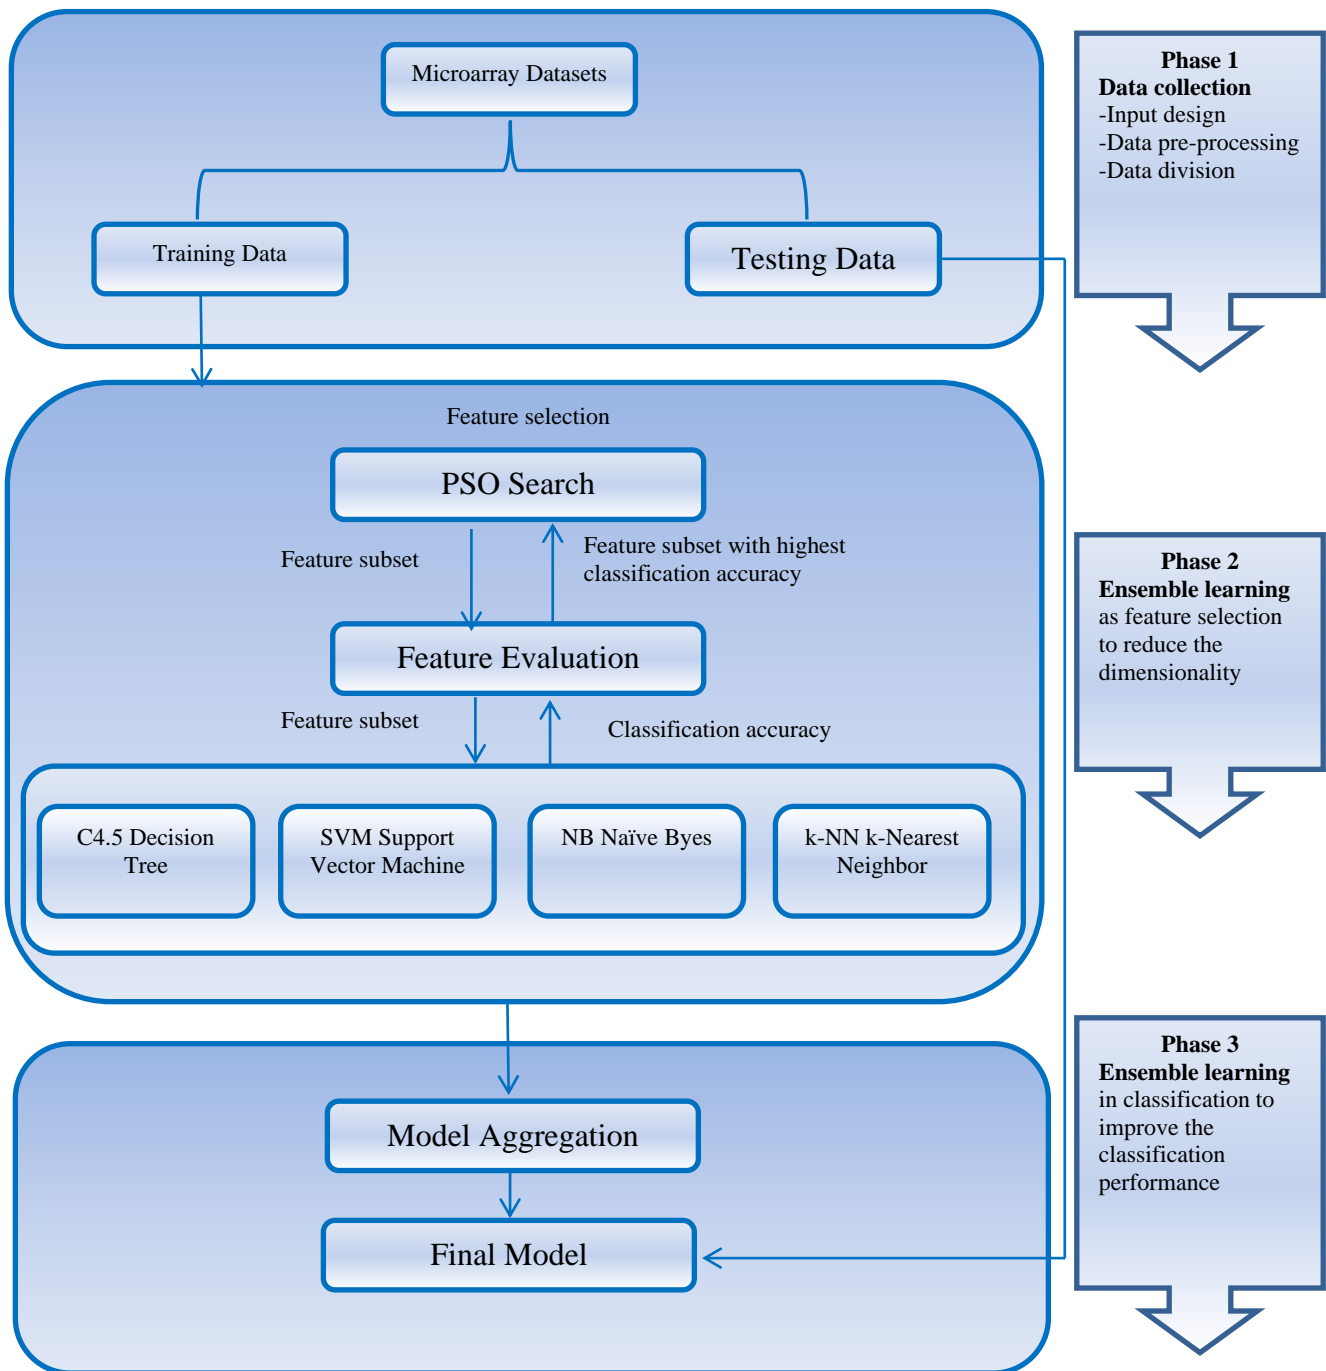 Microarray Datasets
Training Data
Testing Data
Phase 1
Data collection
-Input design
-Data pre-processing
-Data division
Feature selection
PSO Search
Feature subset
Feature subset with highest
classification accuracy
Feature Evaluation
Feature subset
Classification accuracy
C4.5 Decision
Tree
SVM Support
Vector Machine
NB Naïve Byes
k-NN k-Nearest
Neighbor
Phase 2
Ensemble learning
as feature selection
to reduce the
dimensionality
Model Aggregation
Final Model
Phase 3
Ensemble learning
in classification to
improve the
classification
performance